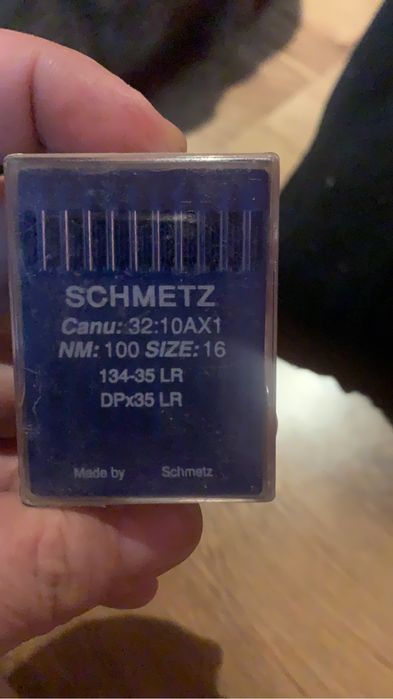 SCHMETZ
Canu: 32:10AX1
NM: 100 SIZE: 16
134-35 LR
DPx35 LR
Made by Schmetz